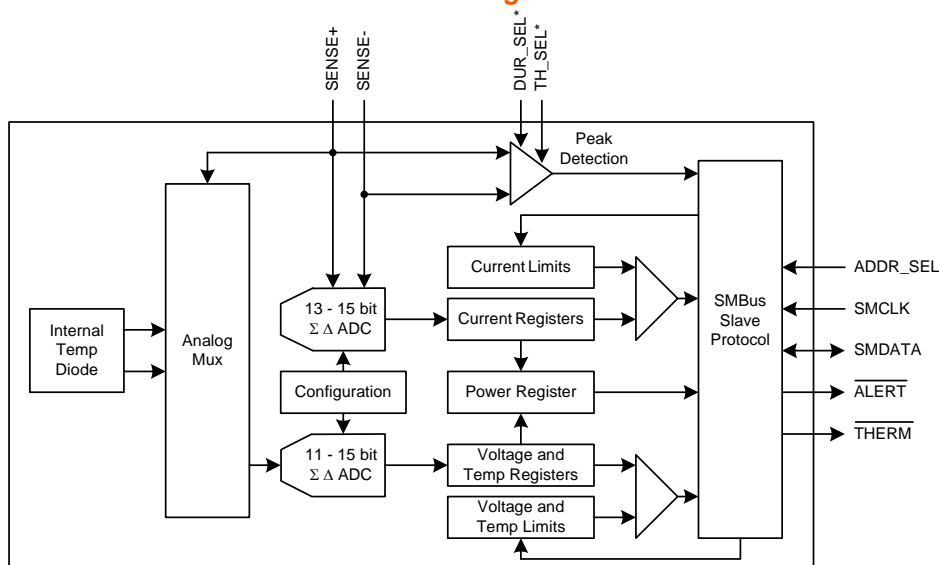 SENSE+
SENSE-
DUR_SEL*
TH_SEL*
Peak
Detection
Current Limits
ADDR_SEL
13 - 15 bit
Σ Δ ADC
Current Registers
SMBus
Slave
Protocol
SMCLK
Internal
Temp
Diode
Analog
Mux
SMDATA
Configuration
Power Register
ALERT
THERM
11 - 15 bit
Σ Δ ADC
Voltage and
Temp Registers
Voltage and
Temp Limits